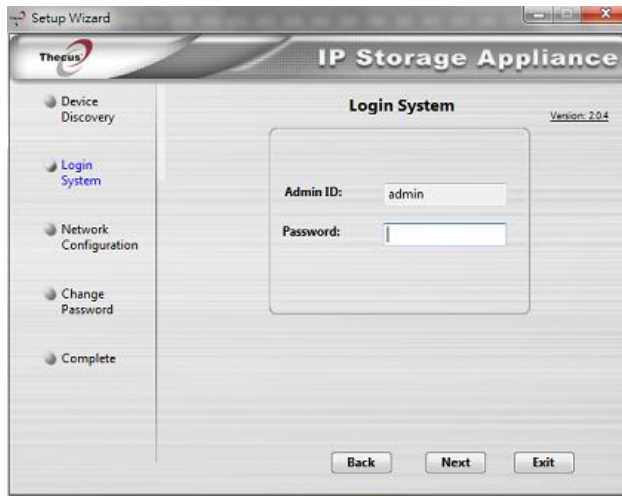 Setup Wizard
Thecus
IP Storage Appliance
Device
Discovery
Login
System
Network
Configuration
Change
Password
Complete
Login System
Version: 2.0.4
Admin ID:
admin
Password:
Back
Next
Exit